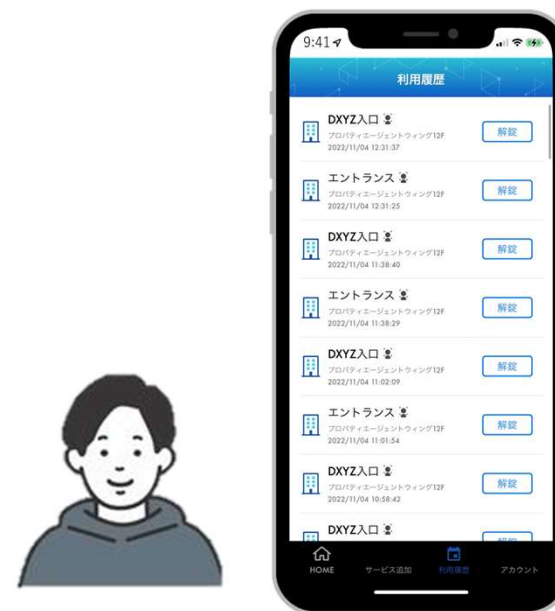 9:41
利用履歴
DXYZ入口
プロパティエージェントウィング12F
2022/11/04 12:31:37
解錠
エントランス
プロパティエージェントウィング12F
2022/11/04 12:31:25
解錠
DXYZ入口
プロパティエージェントウィング12F
2022/11/04 11:38:40
解錠
エントランス
プロパティエージェントウィング12F
2022/11/04 11:38:29
解錠
DXYZ入口
プロパティエージェントウィング12F
2022/11/04 11:02:09
解錠
エントランス
プロパティエージェントウィング12F
2022/11/04 11:01:54
解錠
DXYZ入口
プロパティエージェントウィング12F
2022/11/04 10:58:42
解錠
DXYZ入口
HOME
サービス追加
利用履歴
アカウント